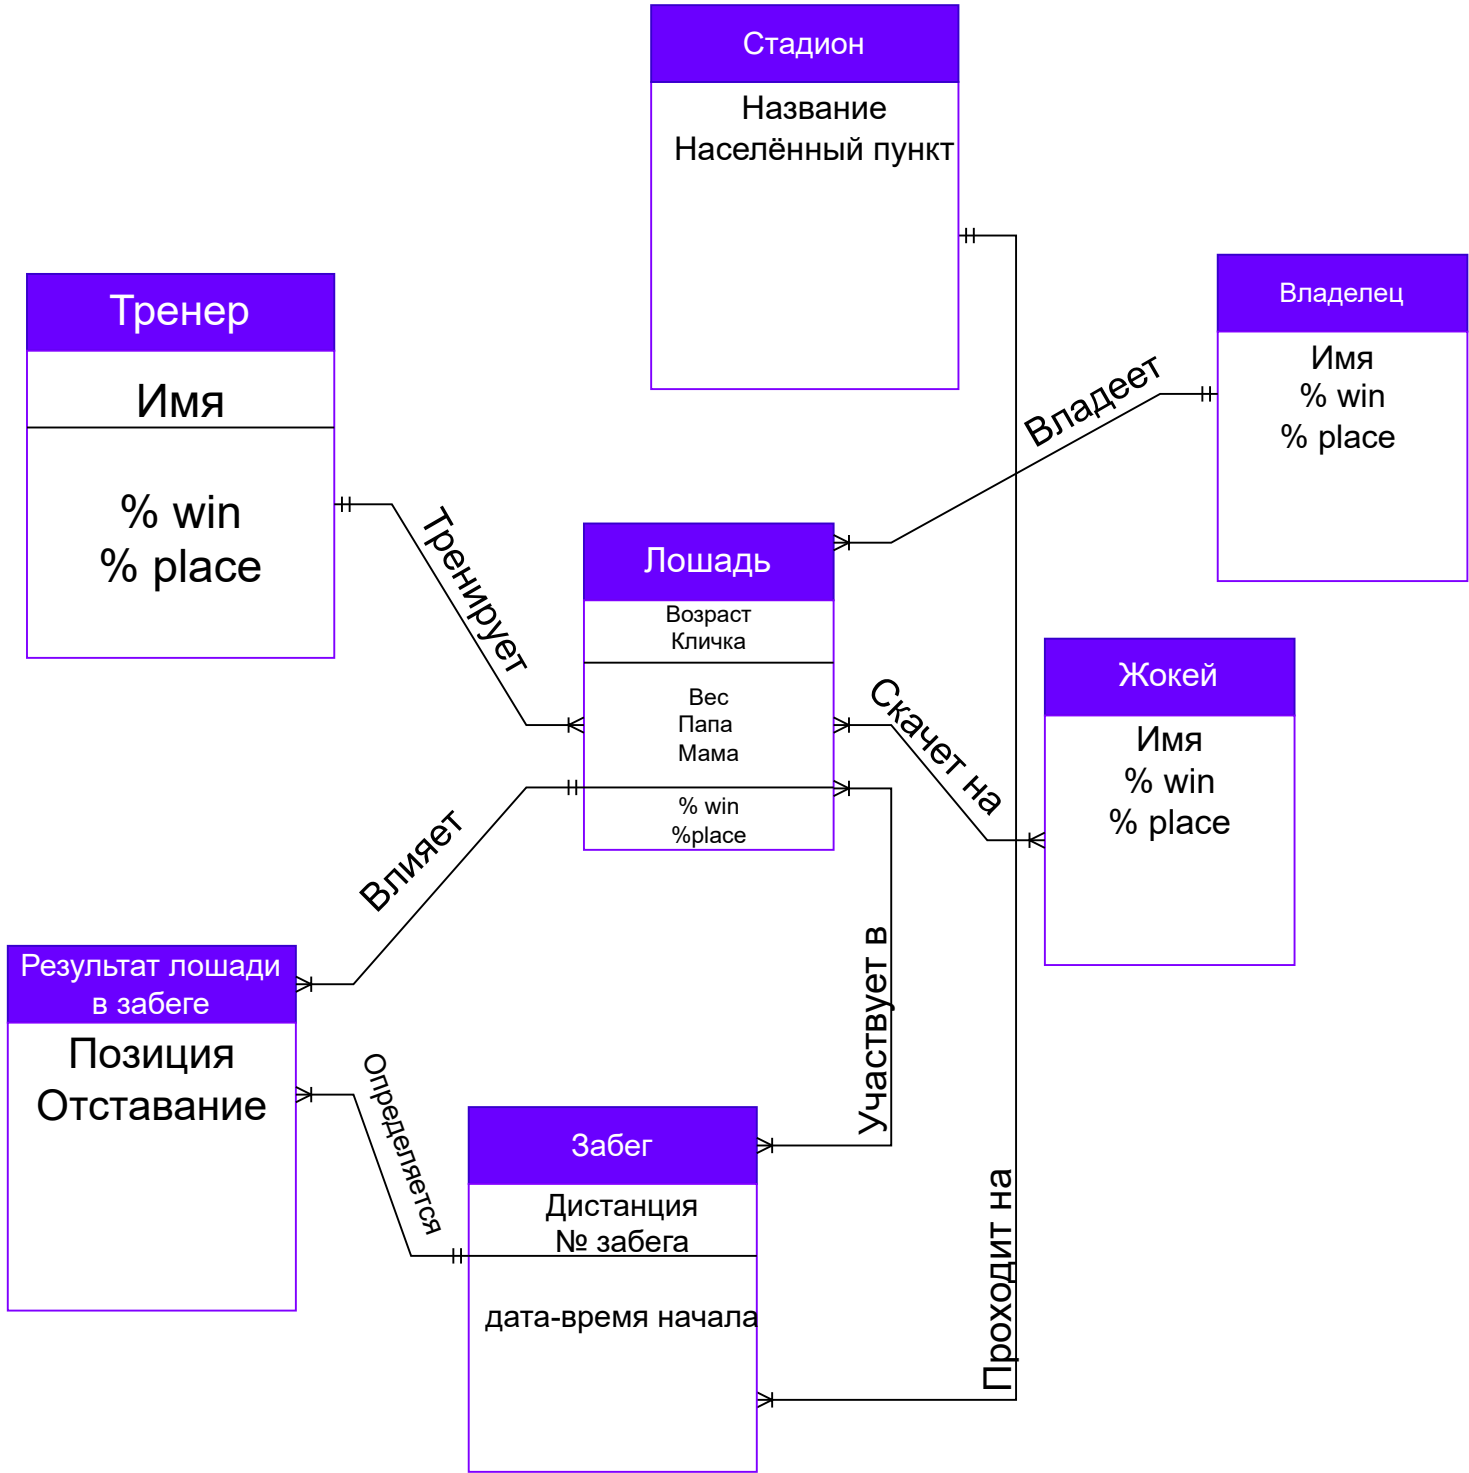 Стадион
Название
Населённый пункт
Тренер
Имя
% win
% place
Владелец
Имя
% win
% place
Владеет
Тренирует
Лошадь
Возраст
Кличка
Вес
Папа
Мама
% win
%place
Скачет на
Жокей
Имя
% win
% place
Влияет
Участвует в
Результат лошади
в забеге
Позиция
Отставание
Определяется
Забег
Дистанция
№ забега
дата-время начала
Проходит на